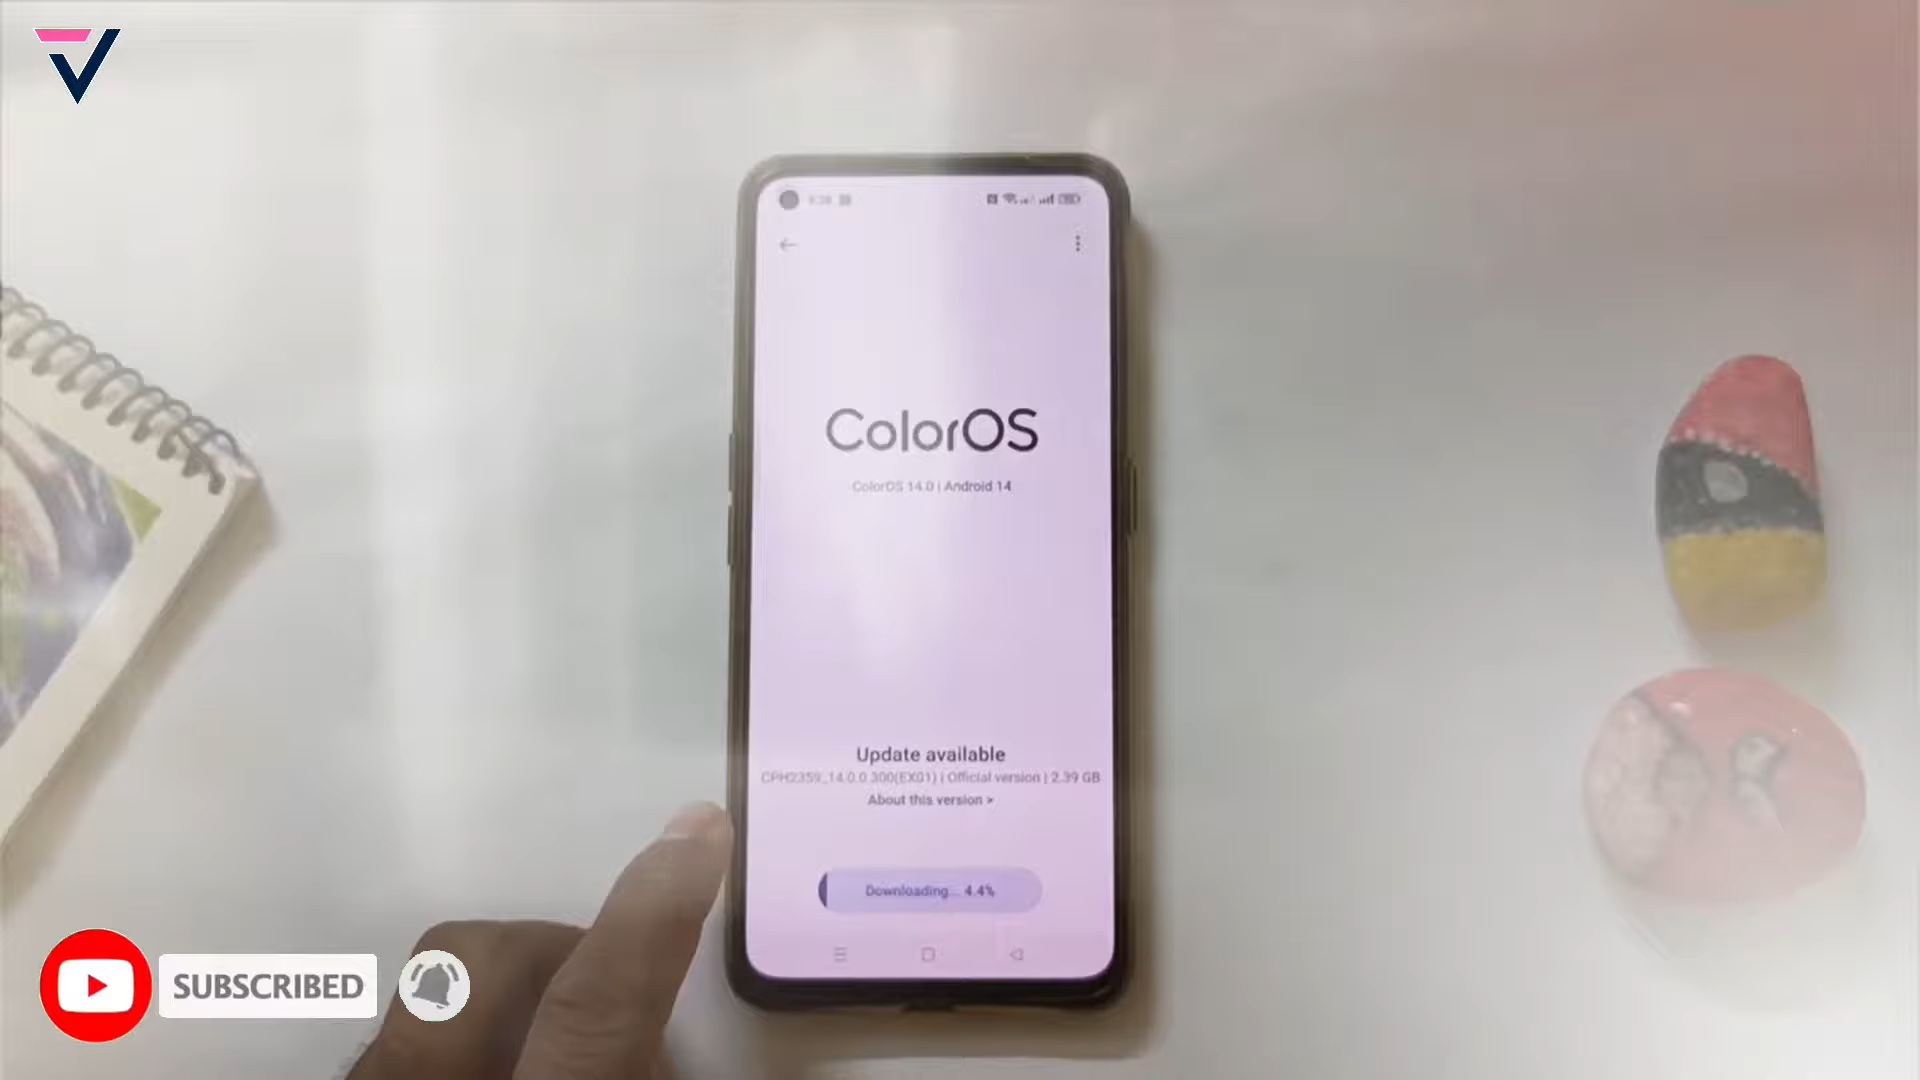 ColorOS
ColorOS 14.0 | Android 14
Update available
CPH2359_14.0.0.300(EX01) | Official version | 2.39 GB
About this version >
Downloading... 4.4%
SUBSCRIBED